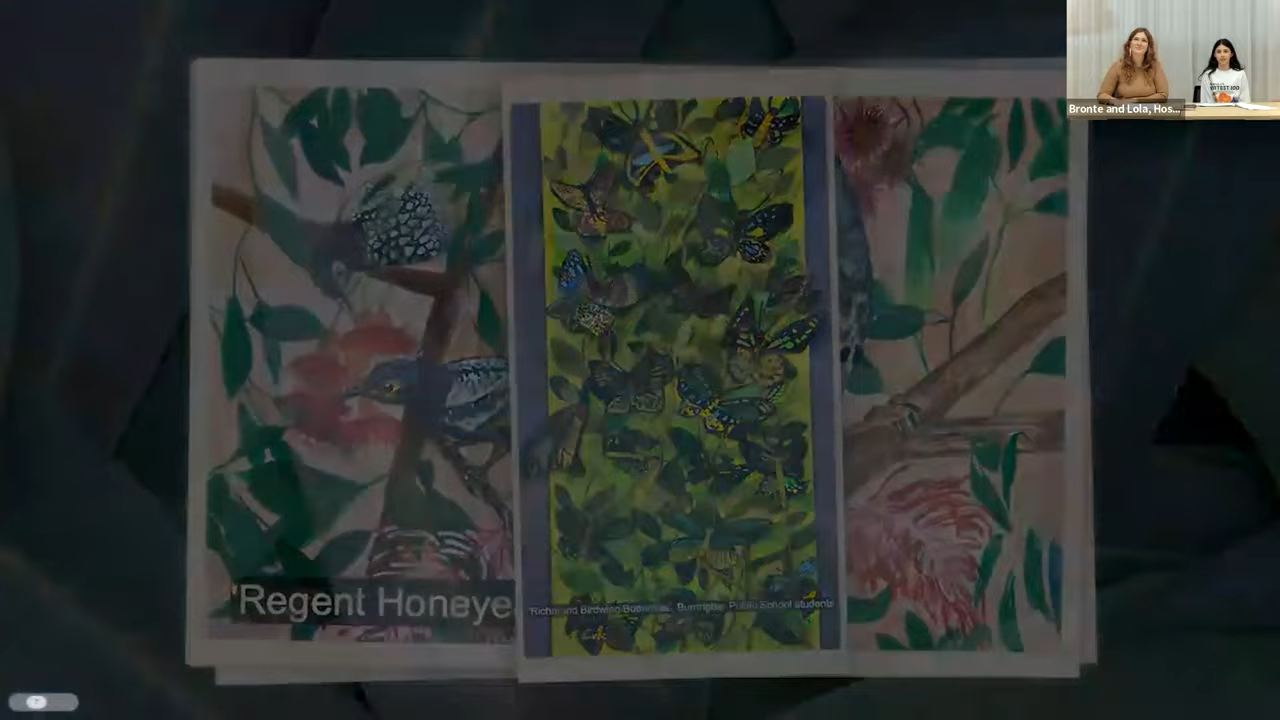 Bronte and Lola, Hos...
'Regent Honeye
'Richmond Birdwing Butterflies', Burringbar Public School students